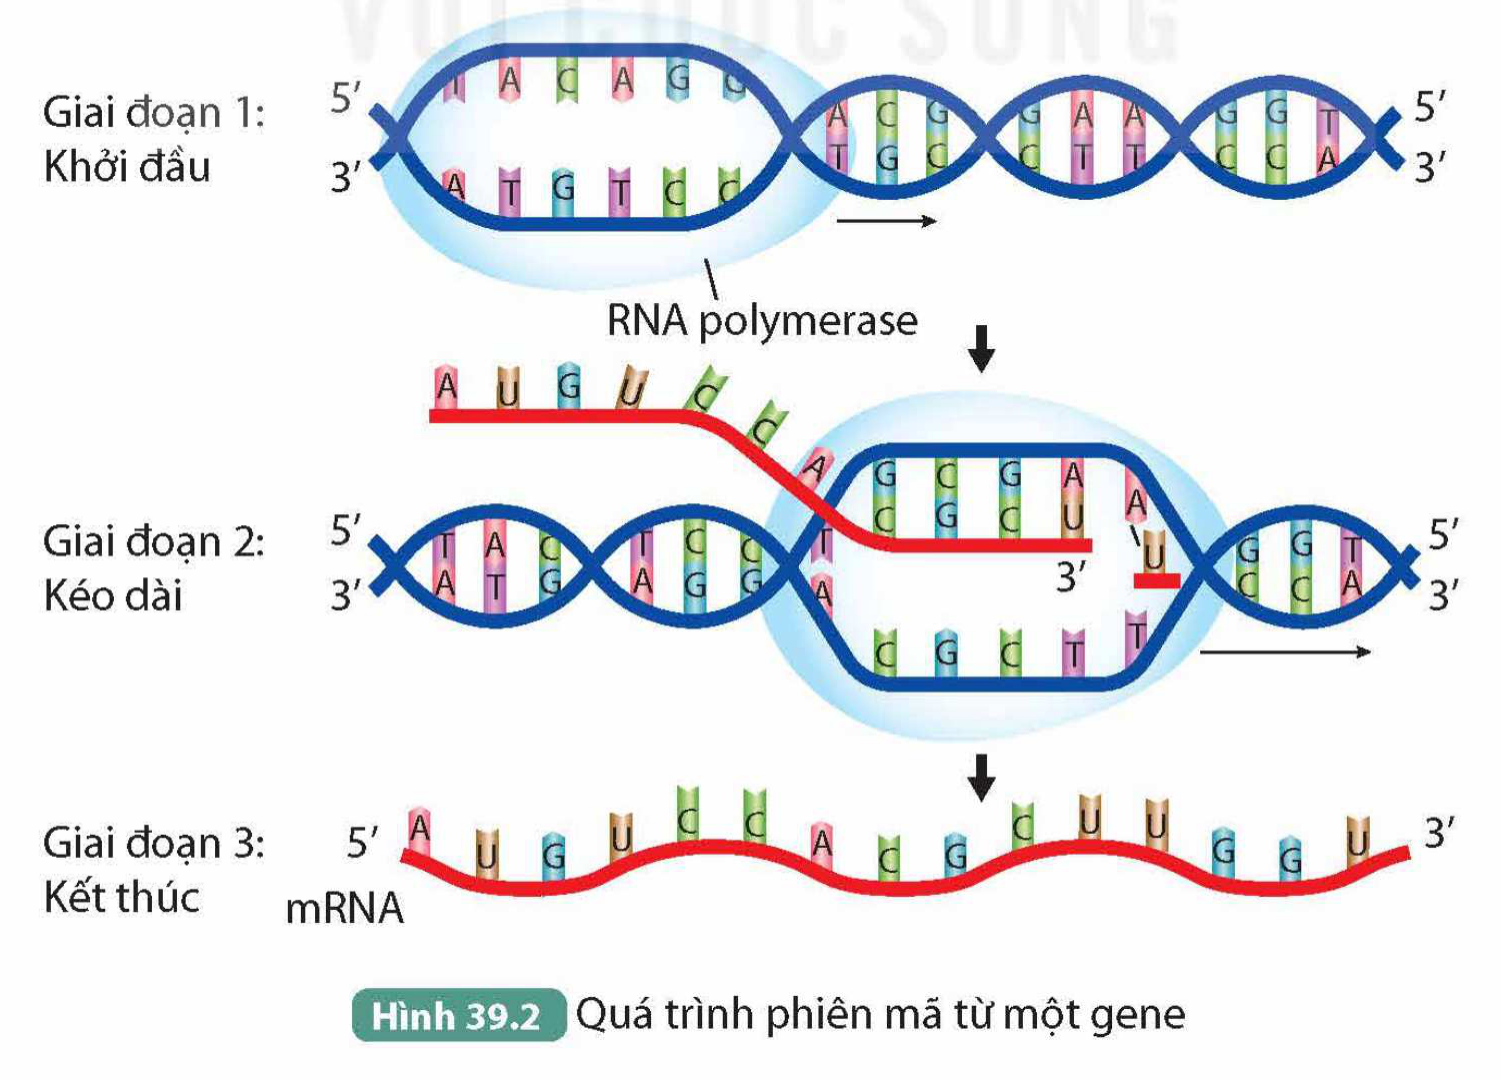 5′ T A C A G G A C G G A A G G T 5′
Giai đoạn 1:
Khởi đầu
3′ A T G T C C T G C C T T C C A 3′
RNA polymerase
A U G U C C A
G C G A A
C G C U U
3′
Giai đoạn 2:
Kéo dài
5′ T A C T C C T G G T 5′
3′ A T G A G G A C C A 3′
C G C T T
Giai đoạn 3:
Kết thúc
5′ A U G U C C A C G C U U G G U 3′
mRNA
Hình 39.2 Quá trình phiên mã từ một gene